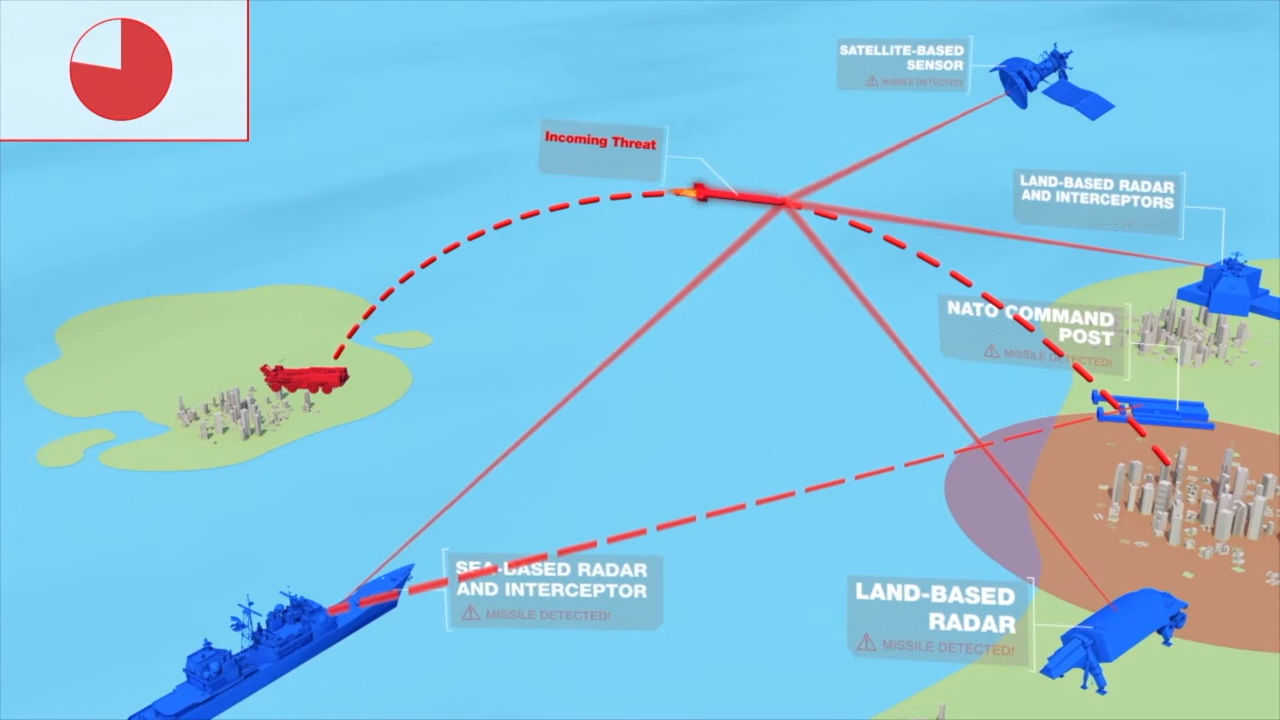 SATELLITE-BASED
SENSOR
MISSILE DETECTED!
Incoming Threat
LAND-BASED RADAR
AND INTERCEPTORS
NATO COMMAND
POST
MISSILE DETECTED!
SEA-BASED RADAR
AND INTERCEPTOR
MISSILE DETECTED!
LAND-BASED
RADAR
MISSILE DETECTED!